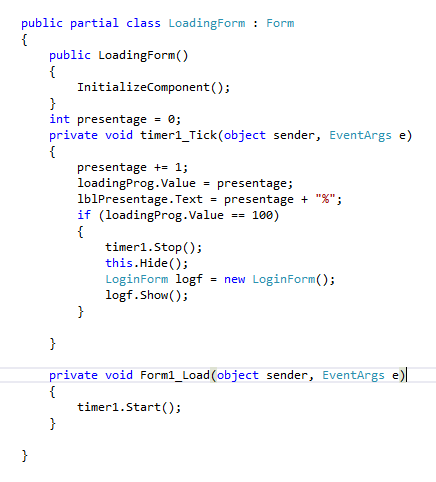 public partial class LoadingForm : Form
{
public LoadingForm()
{
InitializeComponent();
}
int presentage = 0;
private void timer1_Tick(object sender, EventArgs e)
{
presentage += 1;
loadingProg.Value = presentage;
lblPresentage.Text = presentage + "%";
if (loadingProg.Value == 100)
{
timer1.Stop();
this.Hide();
LoginForm logf = new LoginForm();
logf.Show();
}
}
private void Form1_Load(object sender, EventArgs e)
{
timer1.Start();
}
}